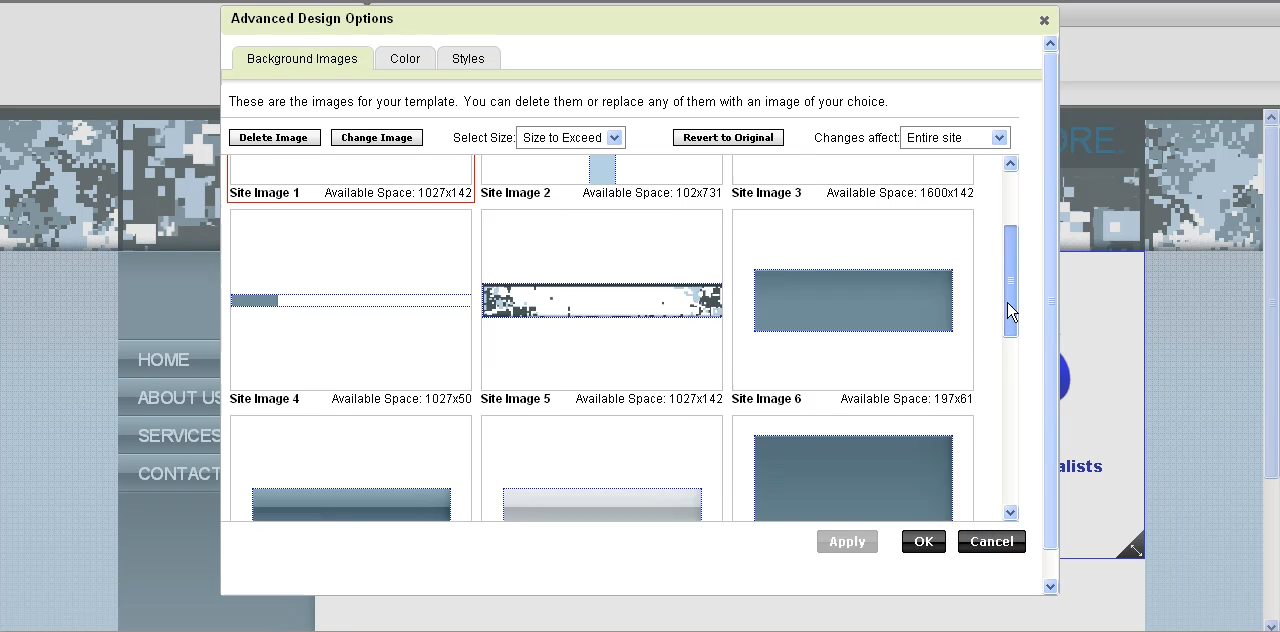 Advanced Design Options
Background Images Color Styles
These are the images for your template. You can delete them or replace any of them with an image of your choice.
Delete Image Change Image Select Size: Size to Exceed Revert to Original Changes affect: Entire site
Site Image 1 Available Space: 1027x142 Site Image 2 Available Space: 102x731 Site Image 3 Available Space: 1600x142
Site Image 4 Available Space: 1027x50 Site Image 5 Available Space: 1027x142 Site Image 6 Available Space: 197x61
Apply OK Cancel
HOME
ABOUT US
SERVICES
CONTACT
ORE.
alists